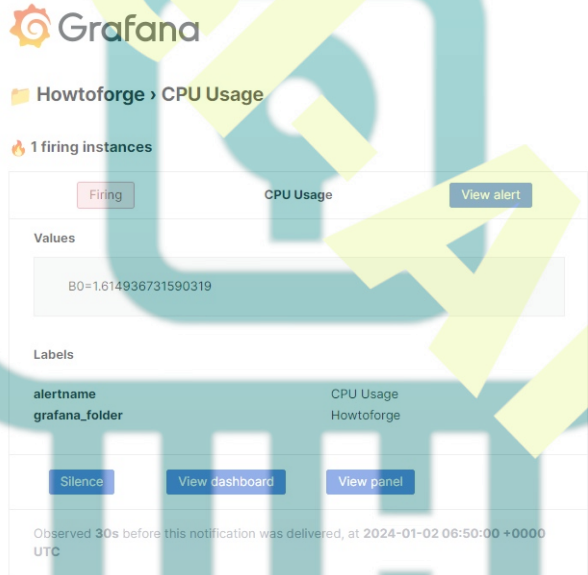 Grafana
Howtoforge › CPU Usage
1 firing instances
Firing CPU Usage View alert
Values
B0=1.614936731590319
Labels
alertname CPU Usage
grafana_folder Howtoforge
Silence View dashboard View panel
Observed 30s before this notification was delivered, at 2024-01-02 06:50:00 +0000
UTC